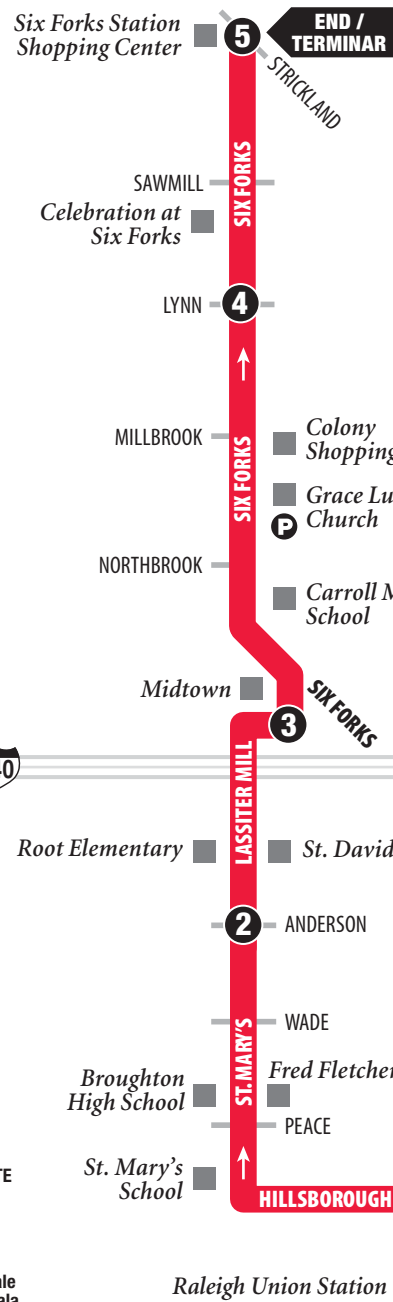 Six Forks Station
Shopping Center
5
END /
TERMINAR
STRICKLAND
SIX FORKS
SAWMILL
Celebration at
Six Forks
LYNN
4
MILLBROOK
SIX FORKS
Colony
Shopping
Grace Lu
P
Church
NORTHBROOK
Carroll M
School
Midtown
SIX FORKS
3
LASSITER MILL
Root Elementary
St. David
2
ANDERSON
WADE
ST. MARY'S
Broughton
High School
Fred Fletcher
PEACE
St. Mary's
School
HILLSBOROUGH
Raleigh Union Station